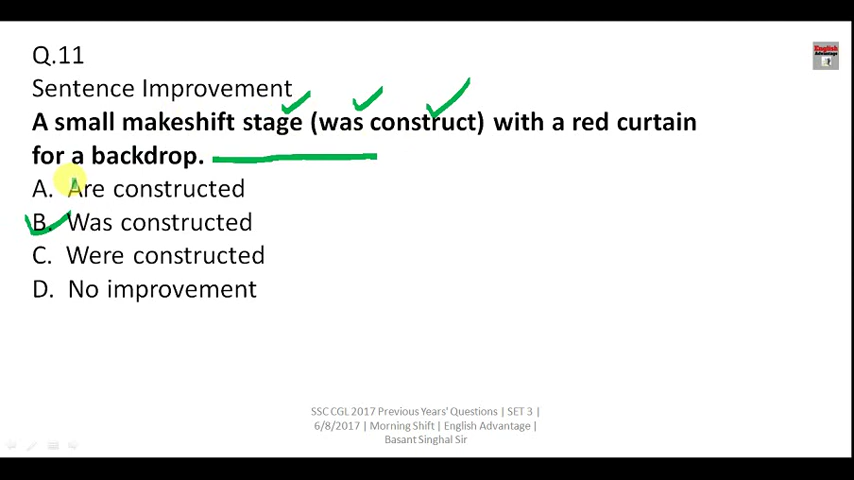 Q.11
English
Advantage
Sentence Improvement
A small makeshift stage (was construct) with a red curtain
for a backdrop.
A. Are constructed
B. Was constructed
C. Were constructed
D. No improvement
SSC CGL 2017 Previous Years' Questions | SET 3 |
6/8/2017 | Morning Shift | English Advantage |
Basant Singhal Sir